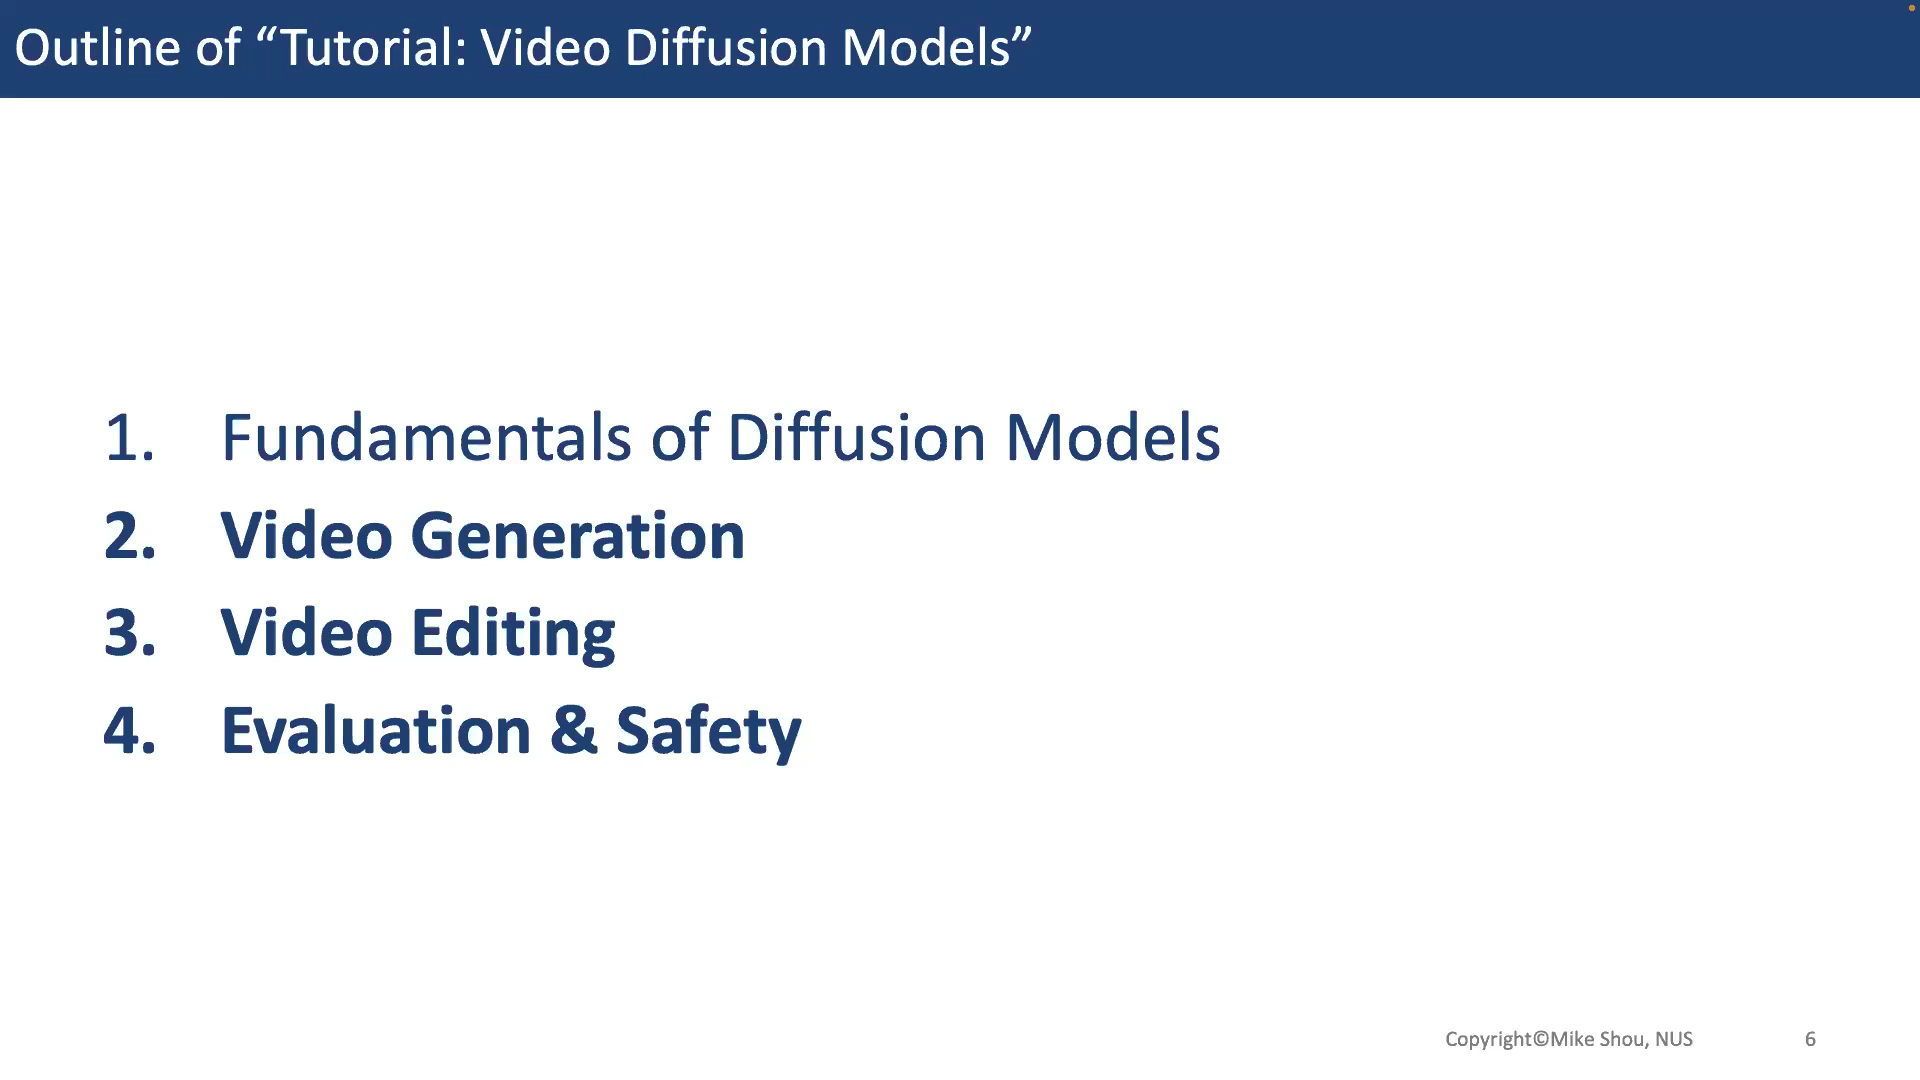 Outline of “Tutorial: Video Diffusion Models”
1. Fundamentals of Diffusion Models
2. Video Generation
3. Video Editing
4. Evaluation & Safety
Copyright©Mike Shou, NUS 6